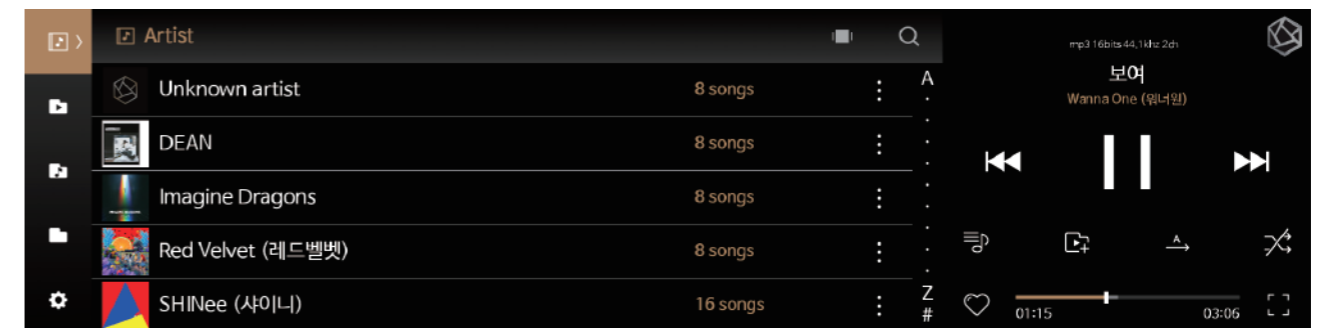 Artist
Unknown artist 8 songs
DEAN 8 songs
Imagine Dragons 8 songs
Red Velvet (레드벨벳) 8 songs
SHINee (샤이니) 16 songs
A
Z
#
mp3 16bits 44,1khz 2ch
보여
Wanna One (워너원)
A
01:15 03:06